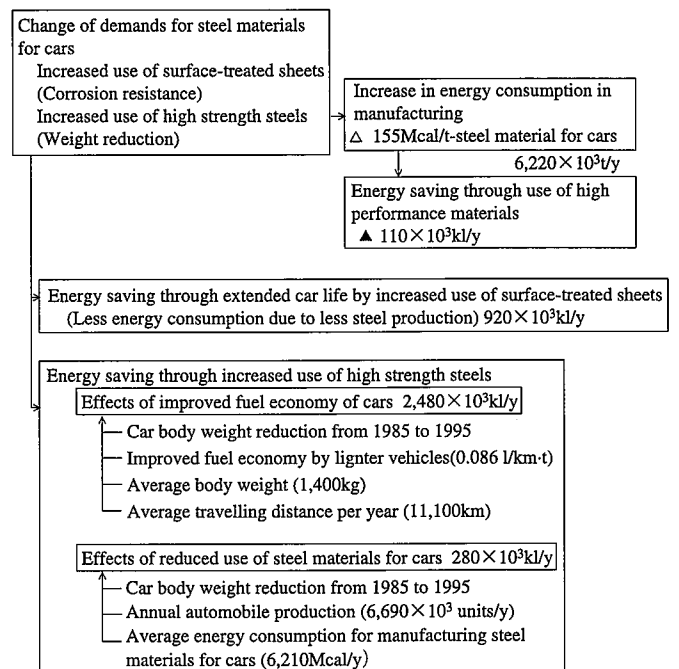 Change of demands for steel materials
for cars
Increased use of surface-treated sheets
(Corrosion resistance)
Increased use of high strength steels
(Weight reduction)
Increase in energy consumption in
manufacturing
△ 155Mcal/t-steel material for cars
6,220×10³t/y
Energy saving through use of high
performance materials
▲ 110×10³kl/y
Energy saving through extended car life by increased use of surface-treated sheets
(Less energy consumption due to less steel production) 920×10³kl/y
Energy saving through increased use of high strength steels
Effects of improved fuel economy of cars 2,480×10³kl/y
Car body weight reduction from 1985 to 1995
Improved fuel economy by lignter vehicles(0.086 l/km·t)
Average body weight (1,400kg)
Average travelling distance per year (11,100km)
Effects of reduced use of steel materials for cars 280×10³kl/y
Car body weight reduction from 1985 to 1995
Annual automobile production (6,690×10³ units/y)
Average energy consumption for manufacturing steel
materials for cars (6,210Mcal/y)